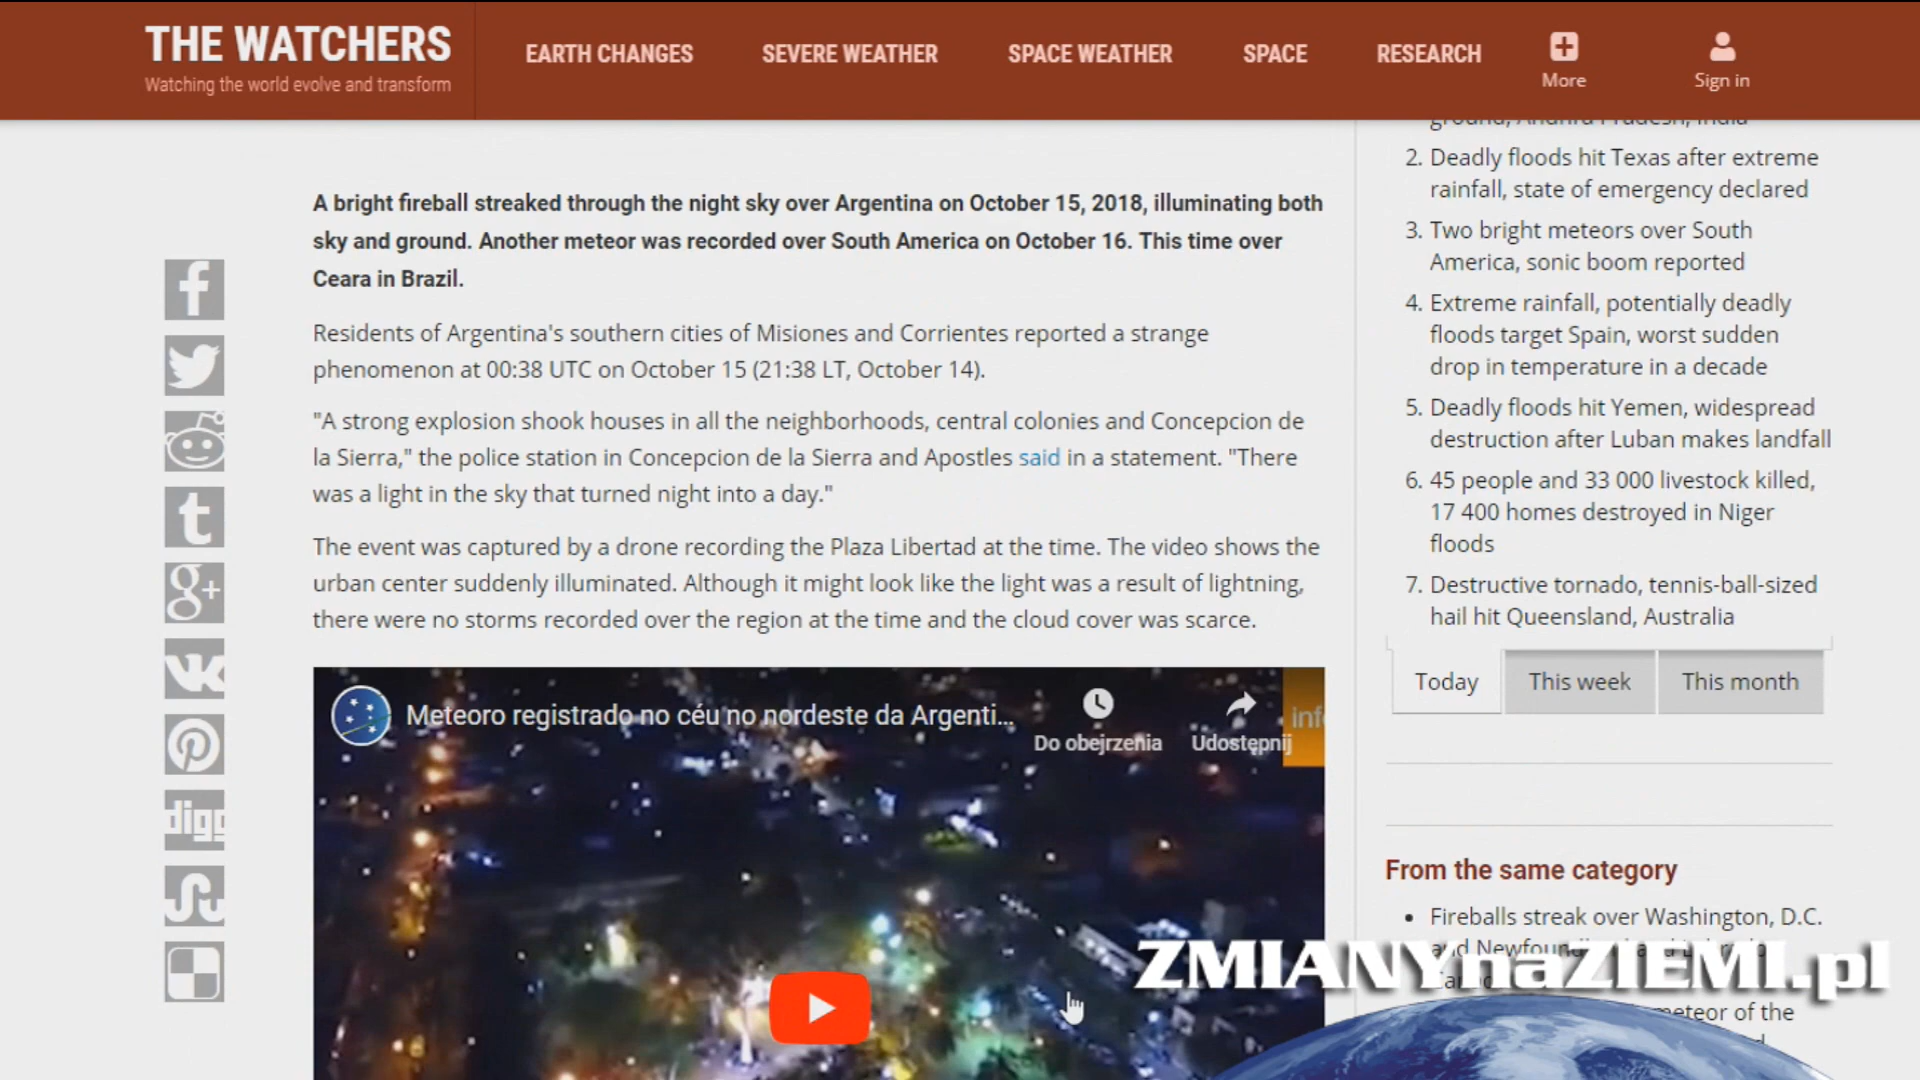 THE WATCHERS
Watching the world evolve and transform
EARTH CHANGES
SEVERE WEATHER
SPACE WEATHER
SPACE
RESEARCH
More
Sign in
A bright fireball streaked through the night sky over Argentina on October 15, 2018, illuminating both
sky and ground. Another meteor was recorded over South America on October 16. This time over
Ceara in Brazil.
Residents of Argentina's southern cities of Misiones and Corrientes reported a strange
phenomenon at 00:38 UTC on October 15 (21:38 LT, October 14).
"A strong explosion shook houses in all the neighborhoods, central colonies and Concepcion de
la Sierra," the police station in Concepcion de la Sierra and Apostles said in a statement. "There
was a light in the sky that turned night into a day."
The event was captured by a drone recording the Plaza Libertad at the time. The video shows the
urban center suddenly illuminated. Although it might look like the light was a result of lightning,
there were no storms recorded over the region at the time and the cloud cover was scarce.
Meteoro registrado no céu no nordeste da Argenti...
Do obejrzenia
Udostępnij
inf
digg
ground, Andhra Pradesh, India
2. Deadly floods hit Texas after extreme
rainfall, state of emergency declared
3. Two bright meteors over South
America, sonic boom reported
4. Extreme rainfall, potentially deadly
floods target Spain, worst sudden
drop in temperature in a decade
5. Deadly floods hit Yemen, widespread
destruction after Luban makes landfall
6. 45 people and 33 000 livestock killed,
17 400 homes destroyed in Niger
floods
7. Destructive tornado, tennis-ball-sized
hail hit Queensland, Australia
Today
This week
This month
From the same category
• Fireballs streak over Washington, D.C.
and
meteor of the
ZMIANYnaZIEMI.pl